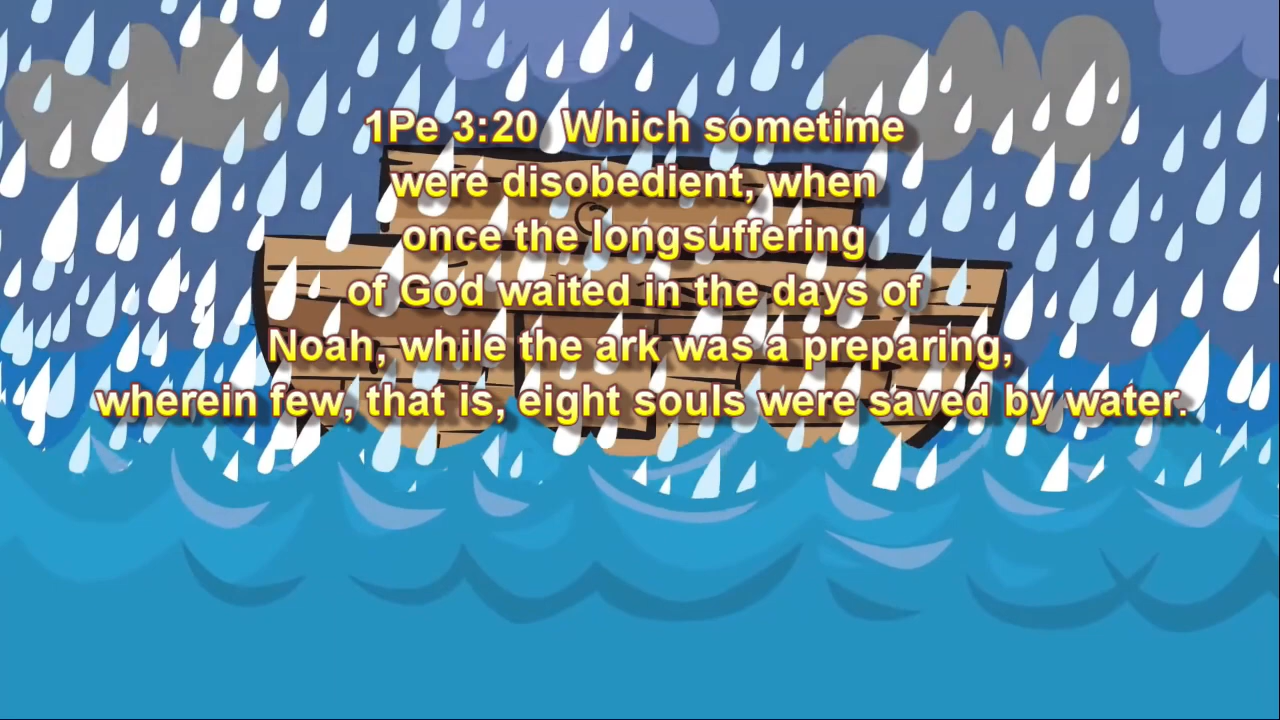 1Pe 3:20  Which sometime
were disobedient, when
once the longsuffering
of God waited in the days of
Noah, while the ark was a preparing,
wherein few, that is, eight souls were saved by water.